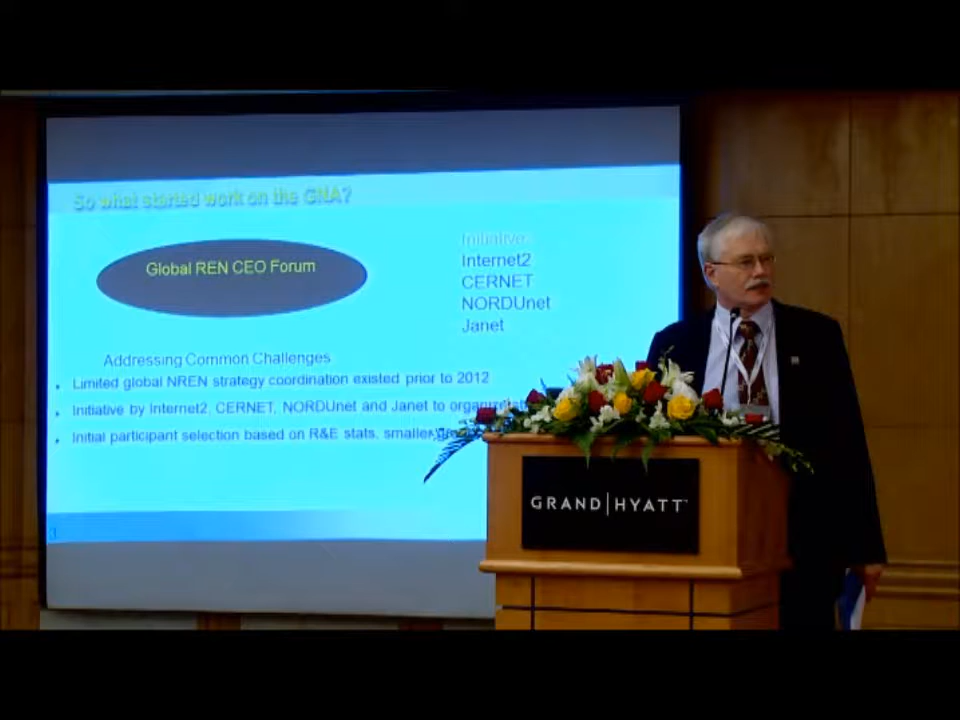 So what started work on the GNA?
Global REN CEO Forum
Initiative:
Internet2
CERNET
NORDUnet
Janet
Addressing Common Challenges
Limited global NREN strategy coordination existed prior to 2012
Initiative by Internet2, CERNET, NORDUnet and Janet to
Initial participant selection based on R&E stats, smaller
GRAND|HYATT™